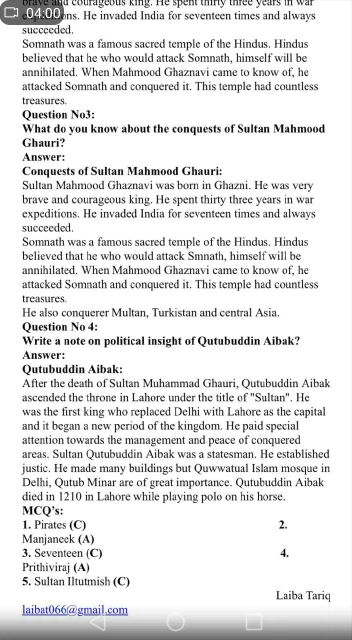 brave and courageous king. He spent thirty three years in war
04:00 expeditions. He invaded India for seventeen times and always
succeeded.
Somnath was a famous sacred temple of the Hindus. Hindus
believed that he who would attack Somnath, himself will be
annihilated. When Mahmood Ghaznavi came to know of, he
attacked Somnath and conquered it. This temple had countless
treasures.
Question No3:
What do you know about the conquests of Sultan Mahmood
Ghauri?
Answer:
Conquests of Sultan Mahmood Ghauri:
Sultan Mahmood Ghaznavi was born in Ghazni. He was very
brave and courageous king. He spent thirty three years in war
expeditions. He invaded India for seventeen times and always
succeeded.
Somnath was a famous sacred temple of the Hindus. Hindus
believed that he who would attack Smnath, himself will be
annihilated. When Mahmood Ghaznavi came to know of, he
attacked Somnath and conquered it. This temple had countless
treasures.
He also conquerer Multan, Turkistan and central Asia.
Question No 4:
Write a note on political insight of Qutubuddin Aibak?
Answer:
Qutubuddin Aibak:
After the death of Sultan Muhammad Ghauri, Qutubuddin Aibak
ascended the throne in Lahore under the title of "Sultan". He
was the first king who replaced Delhi with Lahore as the capital
and it began a new period of the kingdom. He paid special
attention towards the management and peace of conquered
areas. Sultan Qutubuddin Aibak was a statesman. He established
justic. He made many buildings but Quwwatual Islam mosque in
Delhi, Qutub Minar are of great importance. Qutubuddin Aibak
died in 1210 in Lahore while playing polo on his horse.
MCQ's:
1. Pirates (C) 2.
Manjaneek (A)
3. Seventeen (C) 4.
Prithiviraj (A)
5. Sultan Iltutmish (C)
Laiba Tariq
laibat066@gmail.com